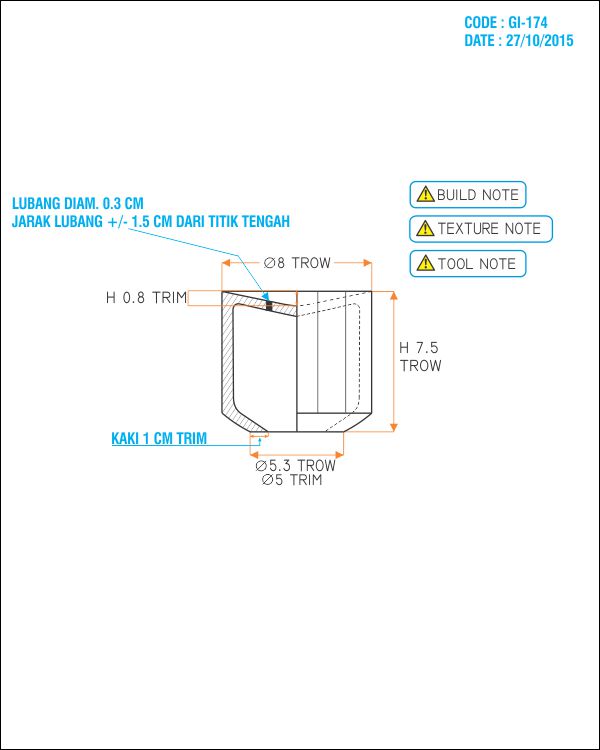 CODE : GI-174
DATE : 27/10/2015
BUILD NOTE
LUBANG DIAM. 0.3 CM
JARAK LUBANG +/- 1.5 CM DARI TITIK TENGAH
TEXTURE NOTE
TOOL NOTE
∅8 TROW
H 0.8 TRIM
H 7.5
TROW
KAKI 1 CM TRIM
∅5.3 TROW
∅5 TRIM